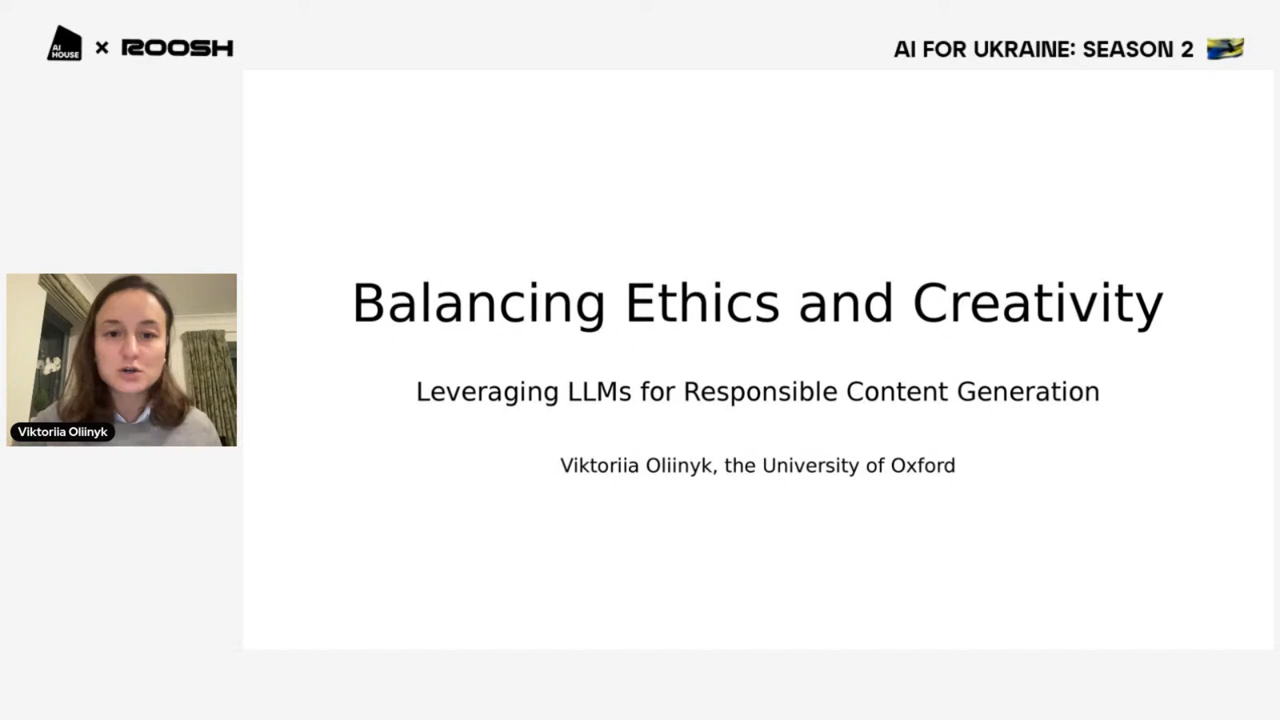 AI HOUSE × ROOSH
AI FOR UKRAINE: SEASON 2
Balancing Ethics and Creativity
Leveraging LLMs for Responsible Content Generation
Viktoriia Oliinyk, the University of Oxford
Viktoriia Oliinyk